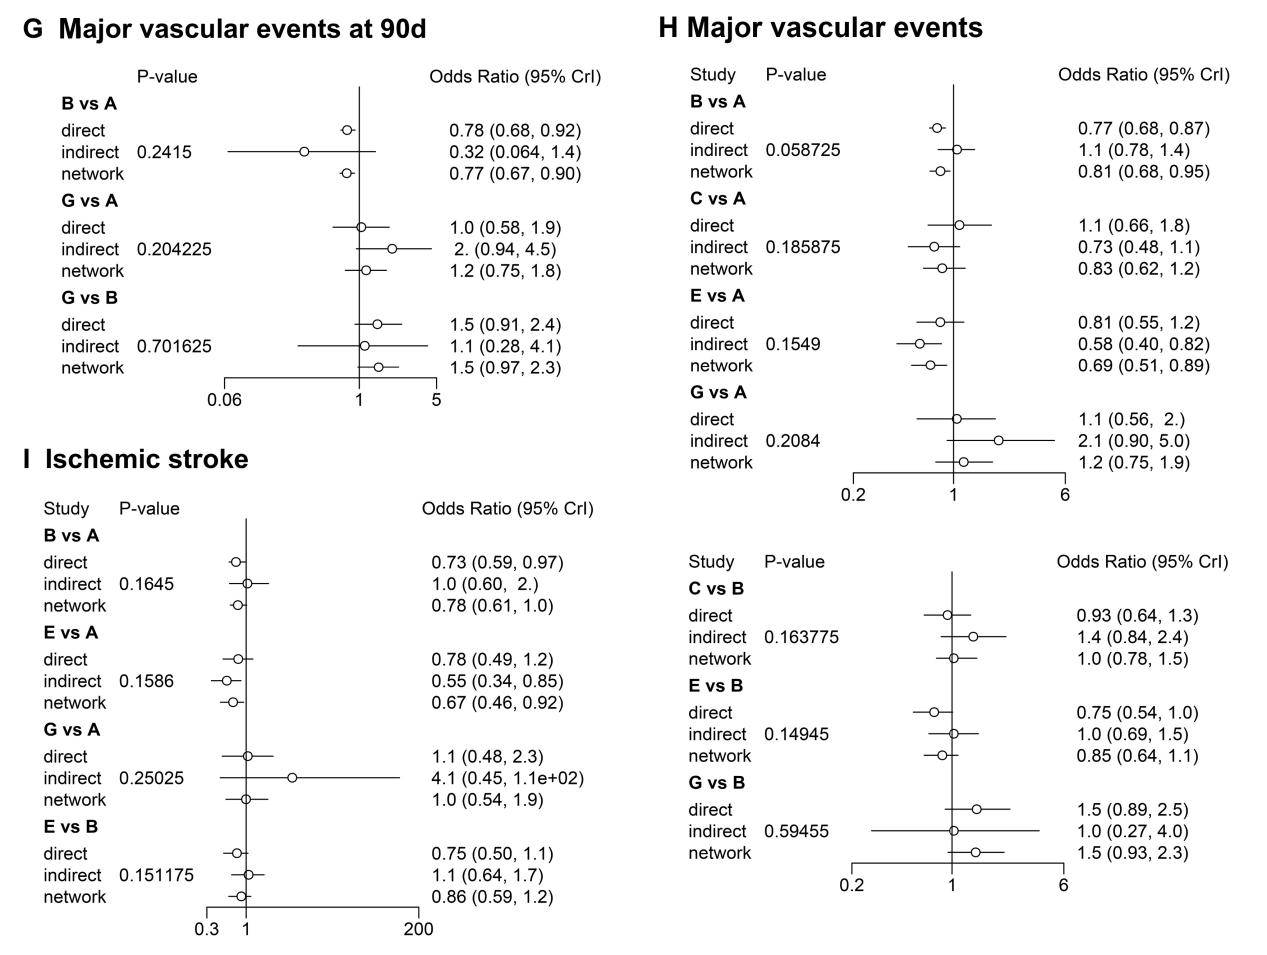 G Major vascular events at 90d
P-value Odds Ratio (95% CrI)
B vs A
direct 0.78 (0.68, 0.92)
indirect 0.2415 0.32 (0.064, 1.4)
network 0.77 (0.67, 0.90)
G vs A
direct 1.0 (0.58, 1.9)
indirect 0.204225 2. (0.94, 4.5)
network 1.2 (0.75, 1.8)
G vs B
direct 1.5 (0.91, 2.4)
indirect 0.701625 1.1 (0.28, 4.1)
network 1.5 (0.97, 2.3)
0.06 1 5
H Major vascular events
Study P-value Odds Ratio (95% CrI)
B vs A
direct 0.77 (0.68, 0.87)
indirect 0.058725 1.1 (0.78, 1.4)
network 0.81 (0.68, 0.95)
C vs A
direct 1.1 (0.66, 1.8)
indirect 0.185875 0.73 (0.48, 1.1)
network 0.83 (0.62, 1.2)
E vs A
direct 0.81 (0.55, 1.2)
indirect 0.1549 0.58 (0.40, 0.82)
network 0.69 (0.51, 0.89)
G vs A
direct 1.1 (0.56, 2.)
indirect 0.2084 2.1 (0.90, 5.0)
network 1.2 (0.75, 1.9)
0.2 1 6
Study P-value Odds Ratio (95% CrI)
C vs B
direct 0.93 (0.64, 1.3)
indirect 0.163775 1.4 (0.84, 2.4)
network 1.0 (0.78, 1.5)
E vs B
direct 0.75 (0.54, 1.0)
indirect 0.14945 1.0 (0.69, 1.5)
network 0.85 (0.64, 1.1)
G vs B
direct 1.5 (0.89, 2.5)
indirect 0.59455 1.0 (0.27, 4.0)
network 1.5 (0.93, 2.3)
0.2 1 6
I Ischemic stroke
Study P-value Odds Ratio (95% CrI)
B vs A
direct 0.73 (0.59, 0.97)
indirect 0.1645 1.0 (0.60, 2.)
network 0.78 (0.61, 1.0)
E vs A
direct 0.78 (0.49, 1.2)
indirect 0.1586 0.55 (0.34, 0.85)
network 0.67 (0.46, 0.92)
G vs A
direct 1.1 (0.48, 2.3)
indirect 0.25025 4.1 (0.45, 1.1e+02)
network 1.0 (0.54, 1.9)
E vs B
direct 0.75 (0.50, 1.1)
indirect 0.151175 1.1 (0.64, 1.7)
network 0.86 (0.59, 1.2)
0.3 1 200